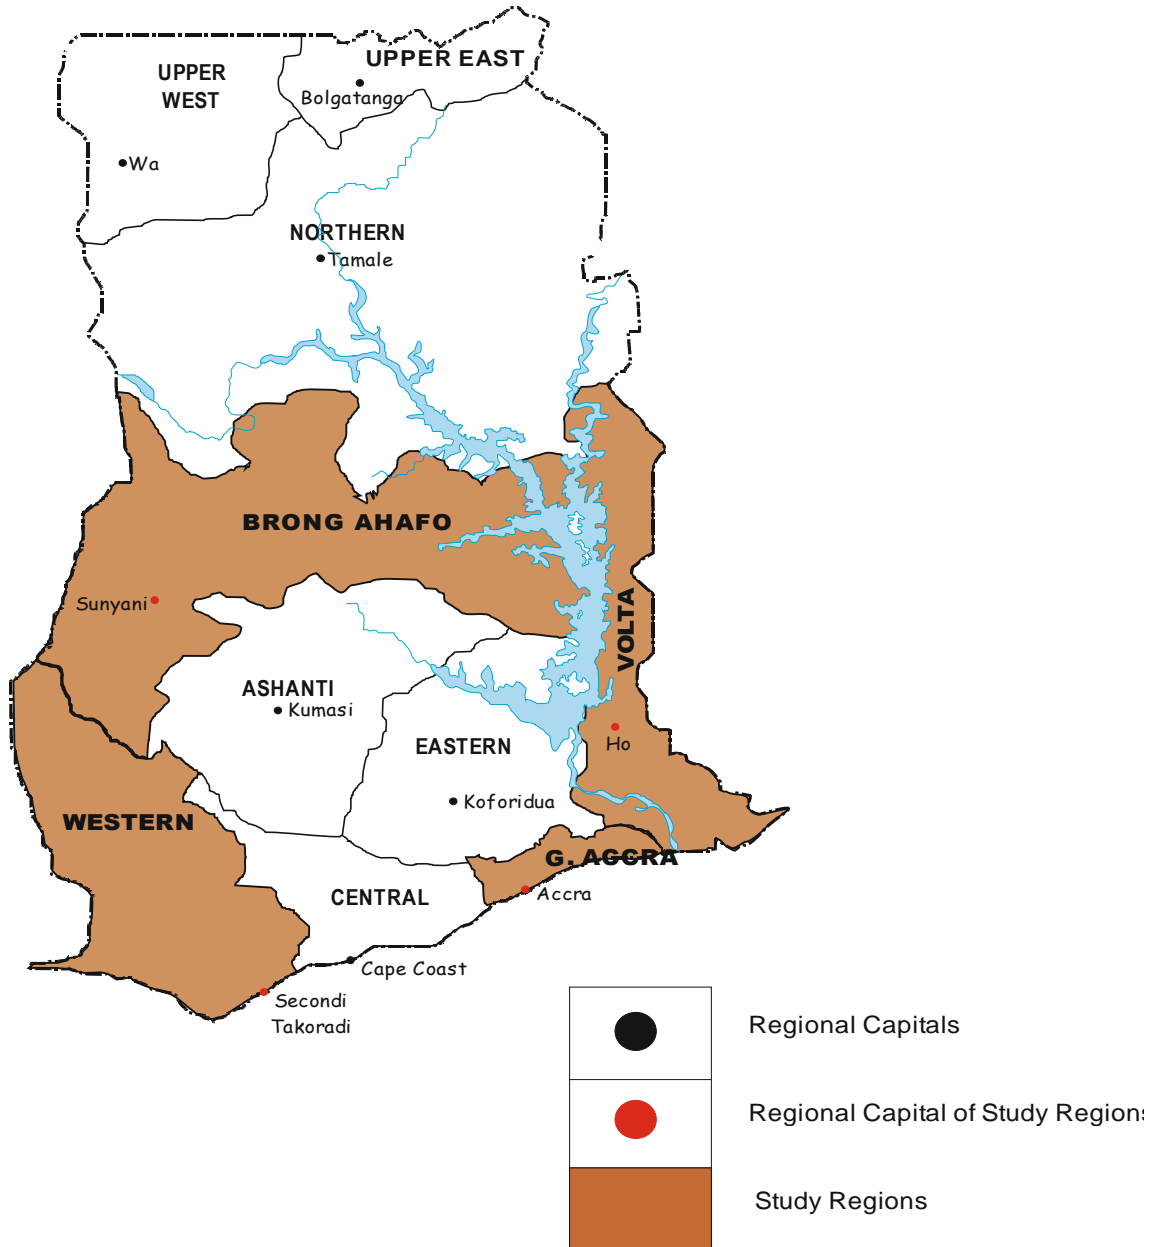 UPPER EAST
UPPER
WEST
Bolgatanga
Wa
NORTHERN
Tamale
BRONG AHAFO
Sunyani
VOLTA
ASHANTI
Kumasi
EASTERN
Ho
Koforidua
WESTERN
G. ACCRA
CENTRAL
Accra
Cape Coast
Secondi
Takoradi
Regional Capitals
Regional Capital of Study Regions
Study Regions